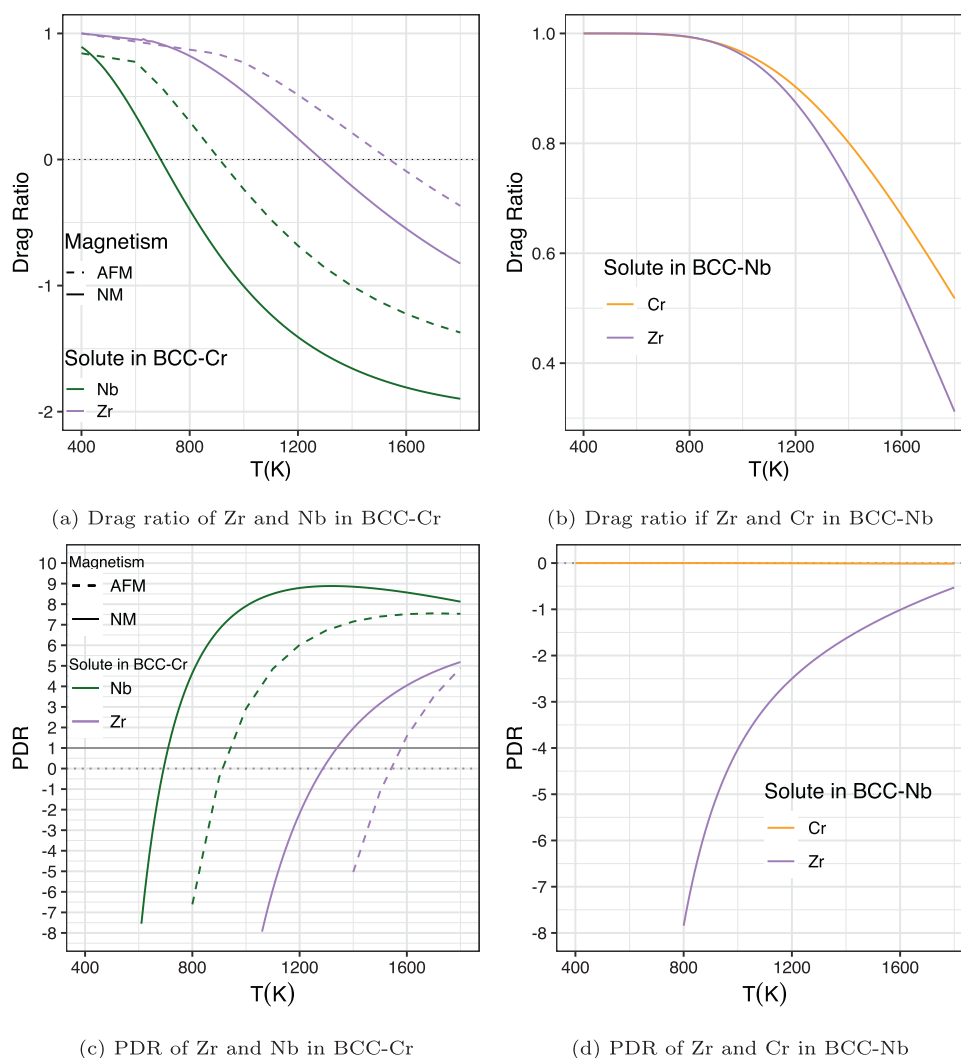 1
0
-1
-2
Drag Ratio
Magnetism
AFM
NM
Solute in BCC-Cr
Nb
Zr
400 800 1200 1600
T(K)
(a) Drag ratio of Zr and Nb in BCC-Cr
1.0
0.8
0.6
0.4
Drag Ratio
Solute in BCC-Nb
Cr
Zr
400 800 1200 1600
T(K)
(b) Drag ratio if Zr and Cr in BCC-Nb
10
9
8
7
6
5
4
3
2
1
0
-1
-2
-3
-4
-5
-6
-7
-8
PDR
Magnetism
AFM
NM
Solute in BCC-Cr
Nb
Zr
400 800 1200 1600
T(K)
(c) PDR of Zr and Nb in BCC-Cr
0
-1
-2
-3
-4
-5
-6
-7
-8
PDR
Solute in BCC-Nb
Cr
Zr
400 800 1200 1600
T(K)
(d) PDR of Zr and Cr in BCC-Nb